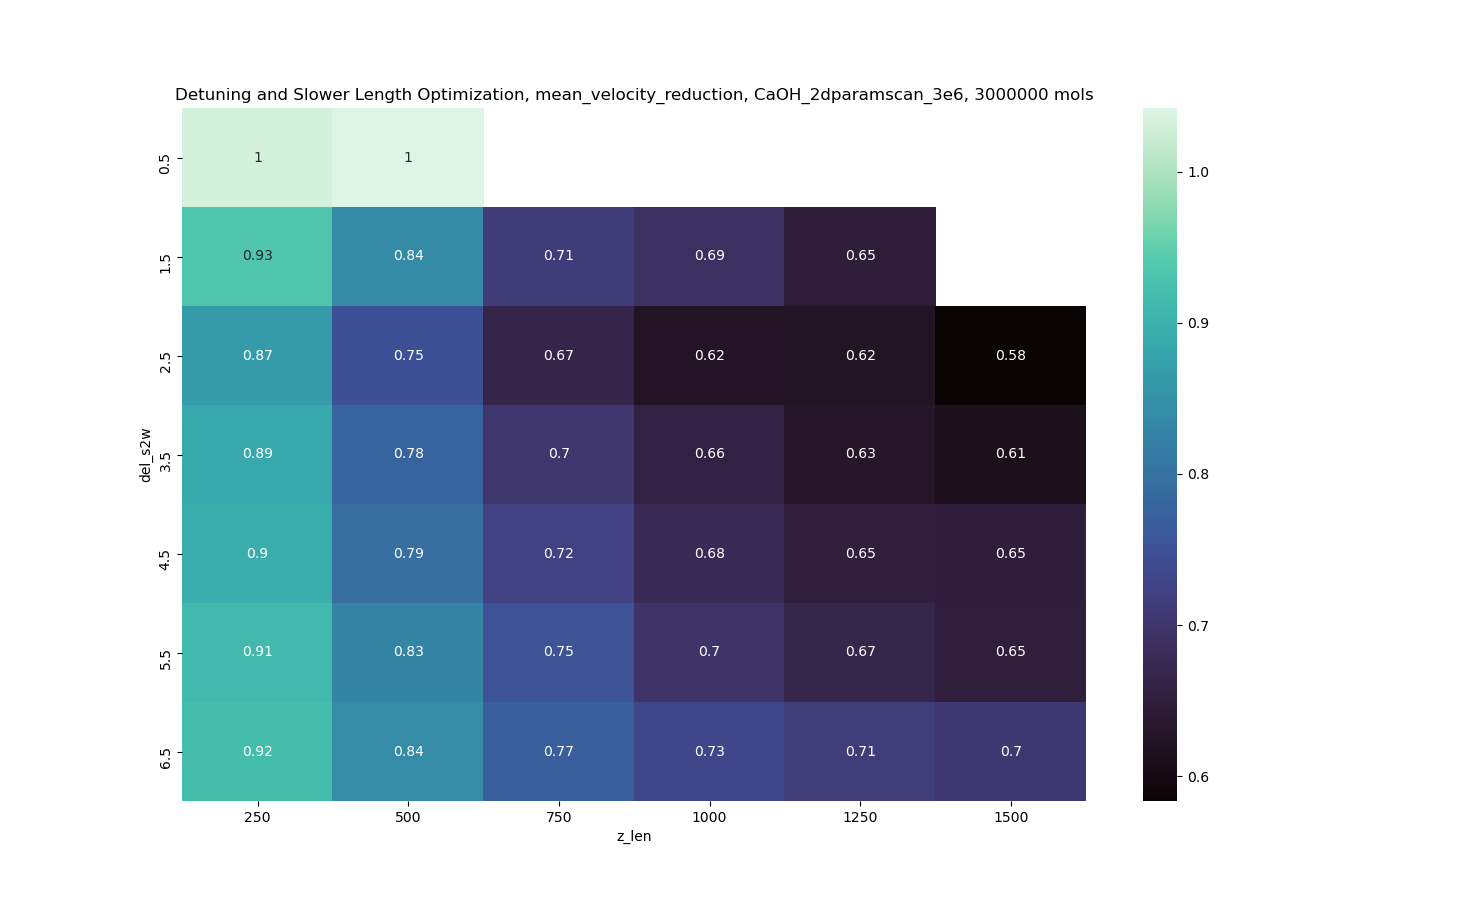 Detuning and Slower Length Optimization, mean_velocity_reduction, CaOH_2dparamscan_3e6, 3000000 mols
0.5 1 1
1.5 0.93 0.84 0.71 0.69 0.65
2.5 0.87 0.75 0.67 0.62 0.62 0.58
3.5 0.89 0.78 0.7 0.66 0.63 0.61
4.5 0.9 0.79 0.72 0.68 0.65 0.65
5.5 0.91 0.83 0.75 0.7 0.67 0.65
6.5 0.92 0.84 0.77 0.73 0.71 0.7
del_s2w
250 500 750 1000 1250 1500
z_len
1.0
0.9
0.8
0.7
0.6